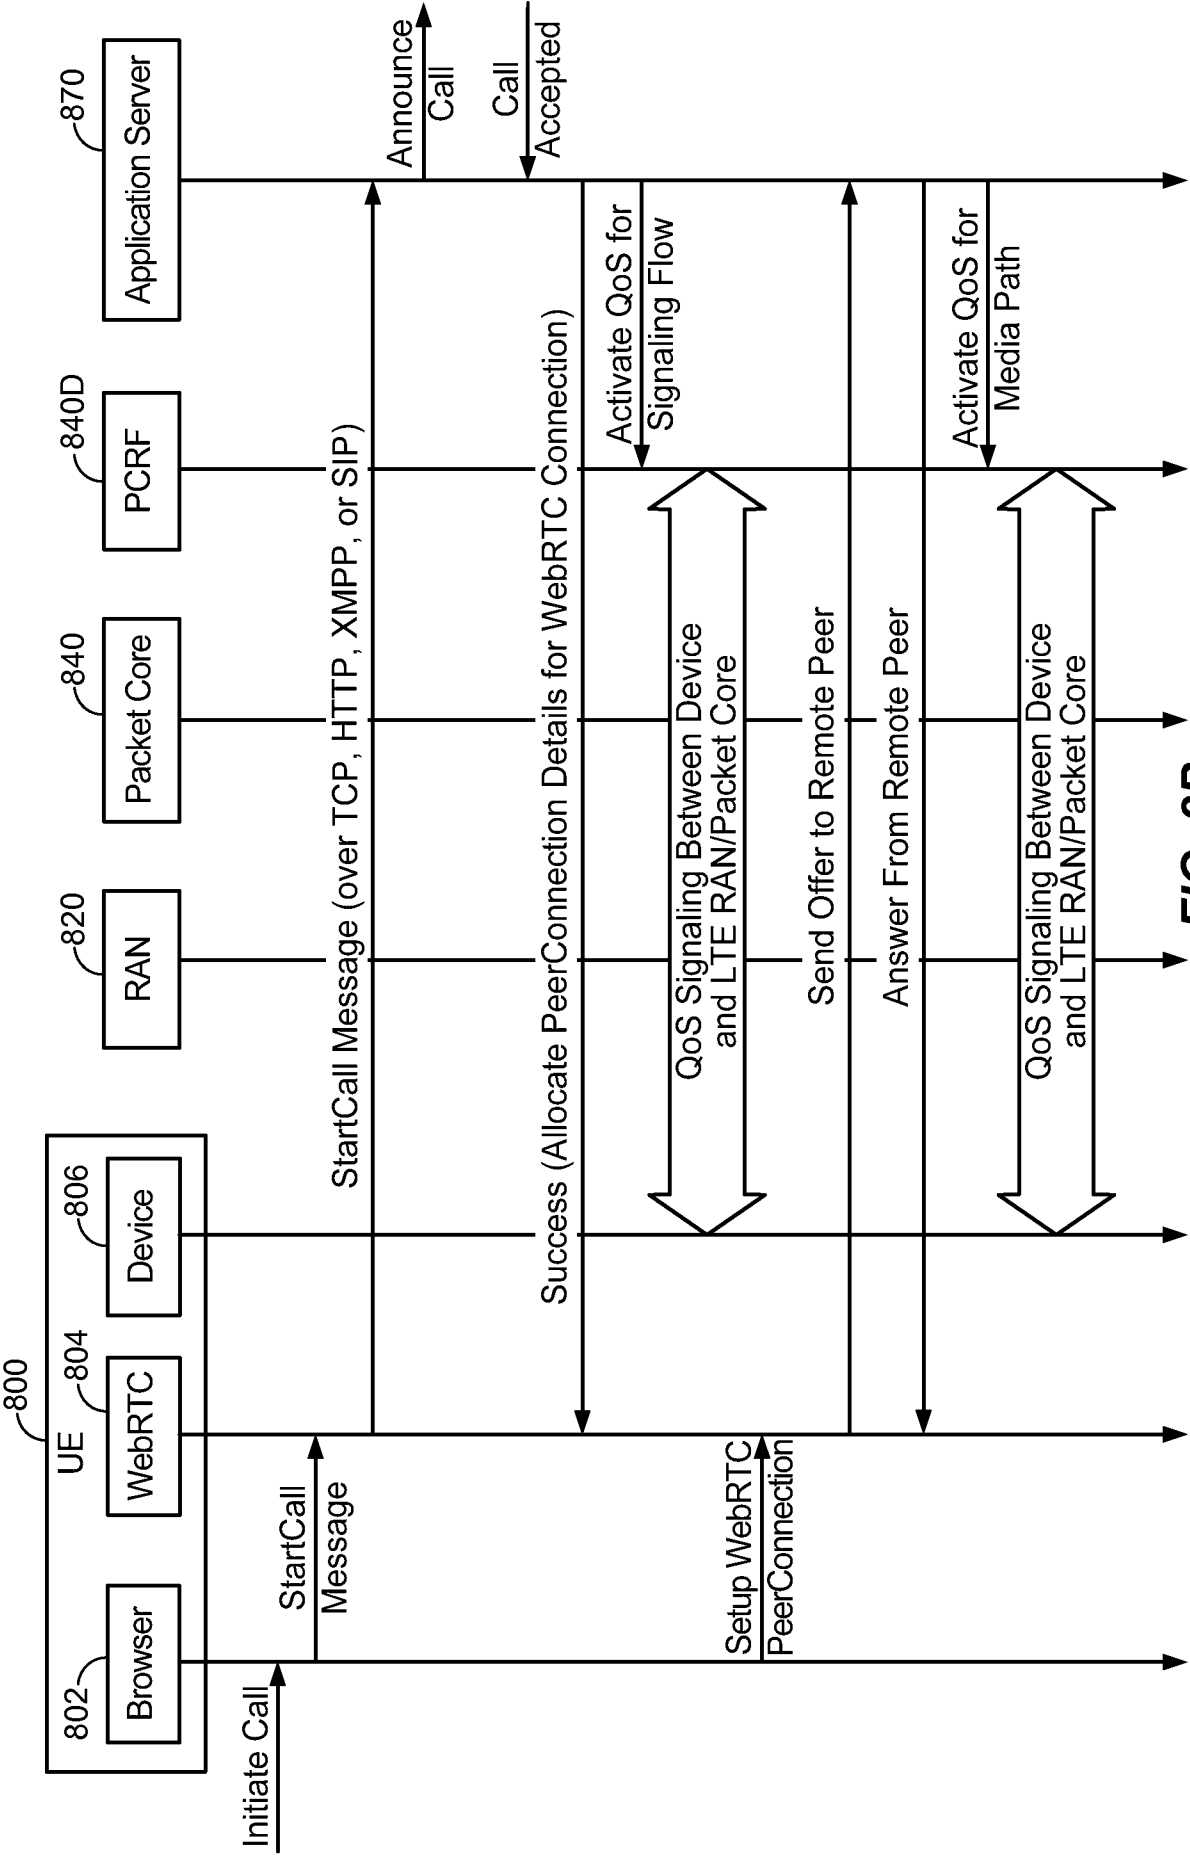 800
UE
802
Browser
804
WebRTC
806
Device
820
RAN
840
Packet Core
840D
PCRF
870
Application Server
Initiate Call
StartCall
Message
StartCall Message (over TCP, HTTP, XMPP, or SIP)
Announce
Call
Call
Accepted
Success (Allocate PeerConnection Details for WebRTC Connection)
Activate QoS for
Signaling Flow
QoS Signaling Between Device
and LTE RAN/Packet Core
Setup WebRTC
PeerConnection
Send Offer to Remote Peer
Answer From Remote Peer
Activate QoS for
Media Path
QoS Signaling Between Device
and LTE RAN/Packet Core